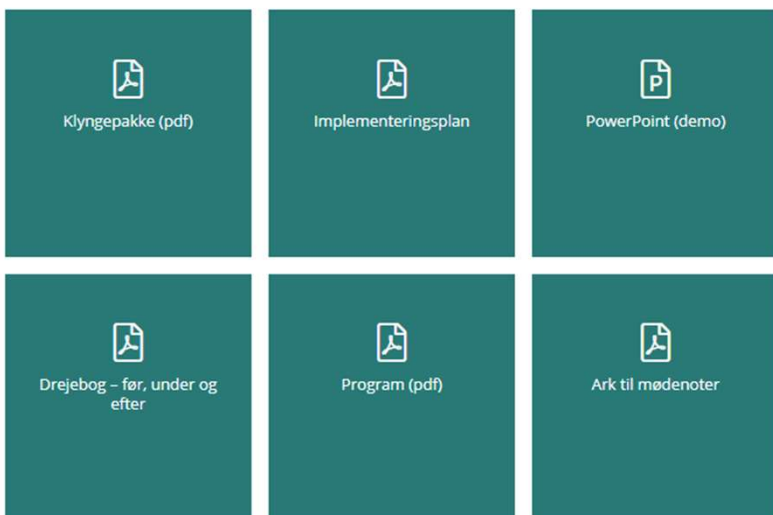 Klyngepakke (pdf)
Implementeringsplan
P
PowerPoint (demo)
Drejebog – før, under og
efter
Program (pdf)
Ark til mødenoter